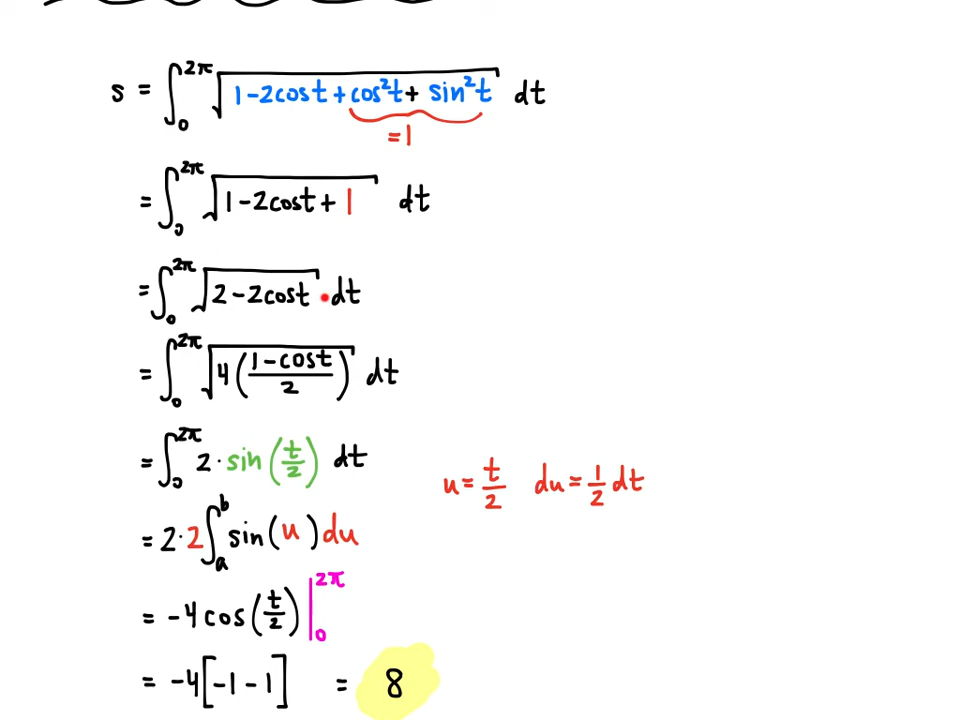 s = ∫₀^2π √(1-2cost + cos²t + sin²t) dt
=1
= ∫₀^2π √(1-2cost + 1) dt
= ∫₀^2π √(2-2cost) · dt
= ∫₀^2π √(4((1-cost)/2)) dt
= ∫₀^2π 2·sin(t/2) dt
u = t/2 du = 1/2 dt
= 2·2 ∫ₐ^b sin(u) du
= -4cos(t/2) |₀^2π
= -4[-1-1] = 8